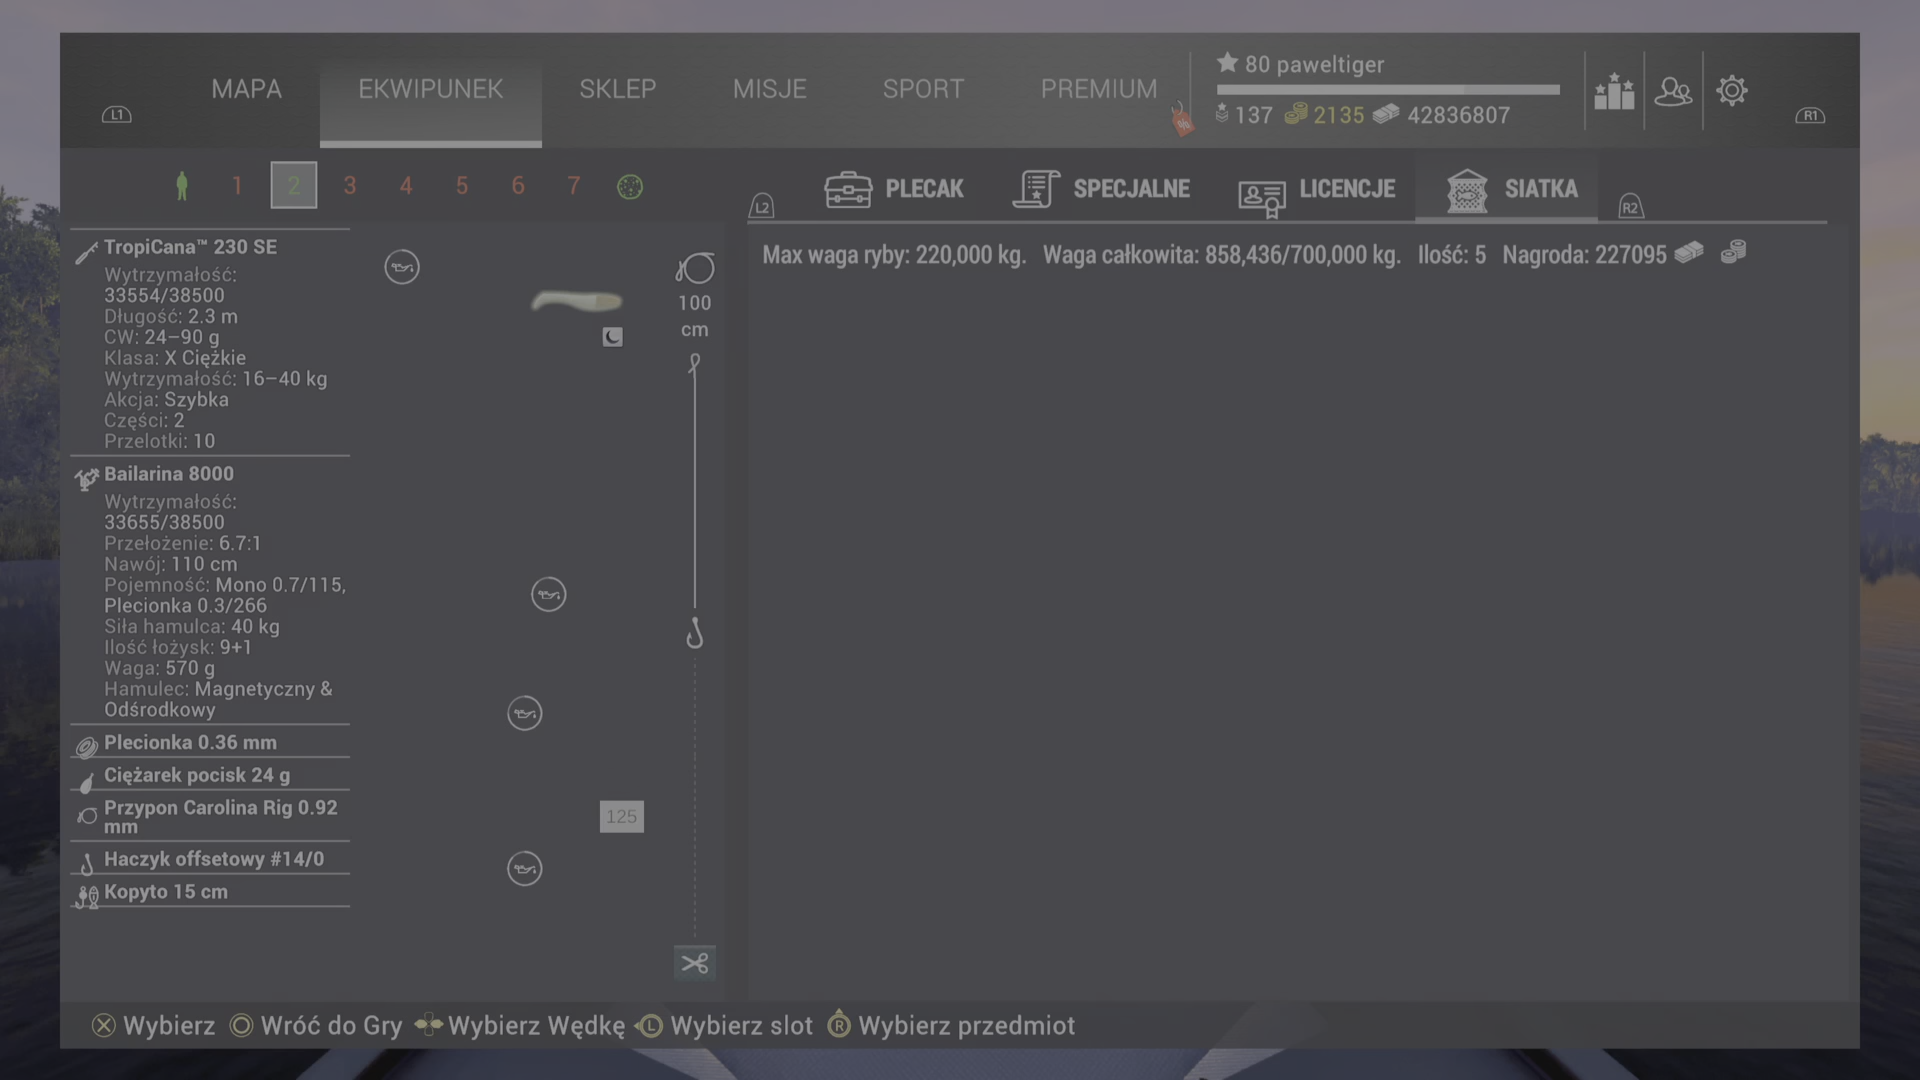 MAPA EKWIPUNEK SKLEP MISJE SPORT PREMIUM
L1
80 paweltiger
137 2135 42836807
R1
1 2 3 4 5 6 7
L2 PLECAK SPECJALNE LICENCJE SIATKA R2
Max waga ryby: 220,000 kg. Waga całkowita: 858,436/700,000 kg. Ilość: 5 Nagroda: 227095
TropiCana™ 230 SE
Wytrzymałość:
33554/38500
Długość: 2.3 m
CW: 24–90 g
Klasa: X Ciężkie
Wytrzymałość: 16–40 kg
Akcja: Szybka
Części: 2
Przelotki: 10
Bailarina 8000
Wytrzymałość:
33655/38500
Przełożenie: 6.7:1
Nawój: 110 cm
Pojemność: Mono 0.7/115,
Plecionka 0.3/266
Siła hamulca: 40 kg
Ilość łożysk: 9+1
Waga: 570 g
Hamulec: Magnetyczny &
Odśrodkowy
Plecionka 0.36 mm
Ciężarek pocisk 24 g
Przypon Carolina Rig 0.92
mm
Haczyk offsetowy #14/0
Kopyto 15 cm
100
cm
125
Wybierz Wróć do Gry Wybierz Wędkę L Wybierz slot R Wybierz przedmiot